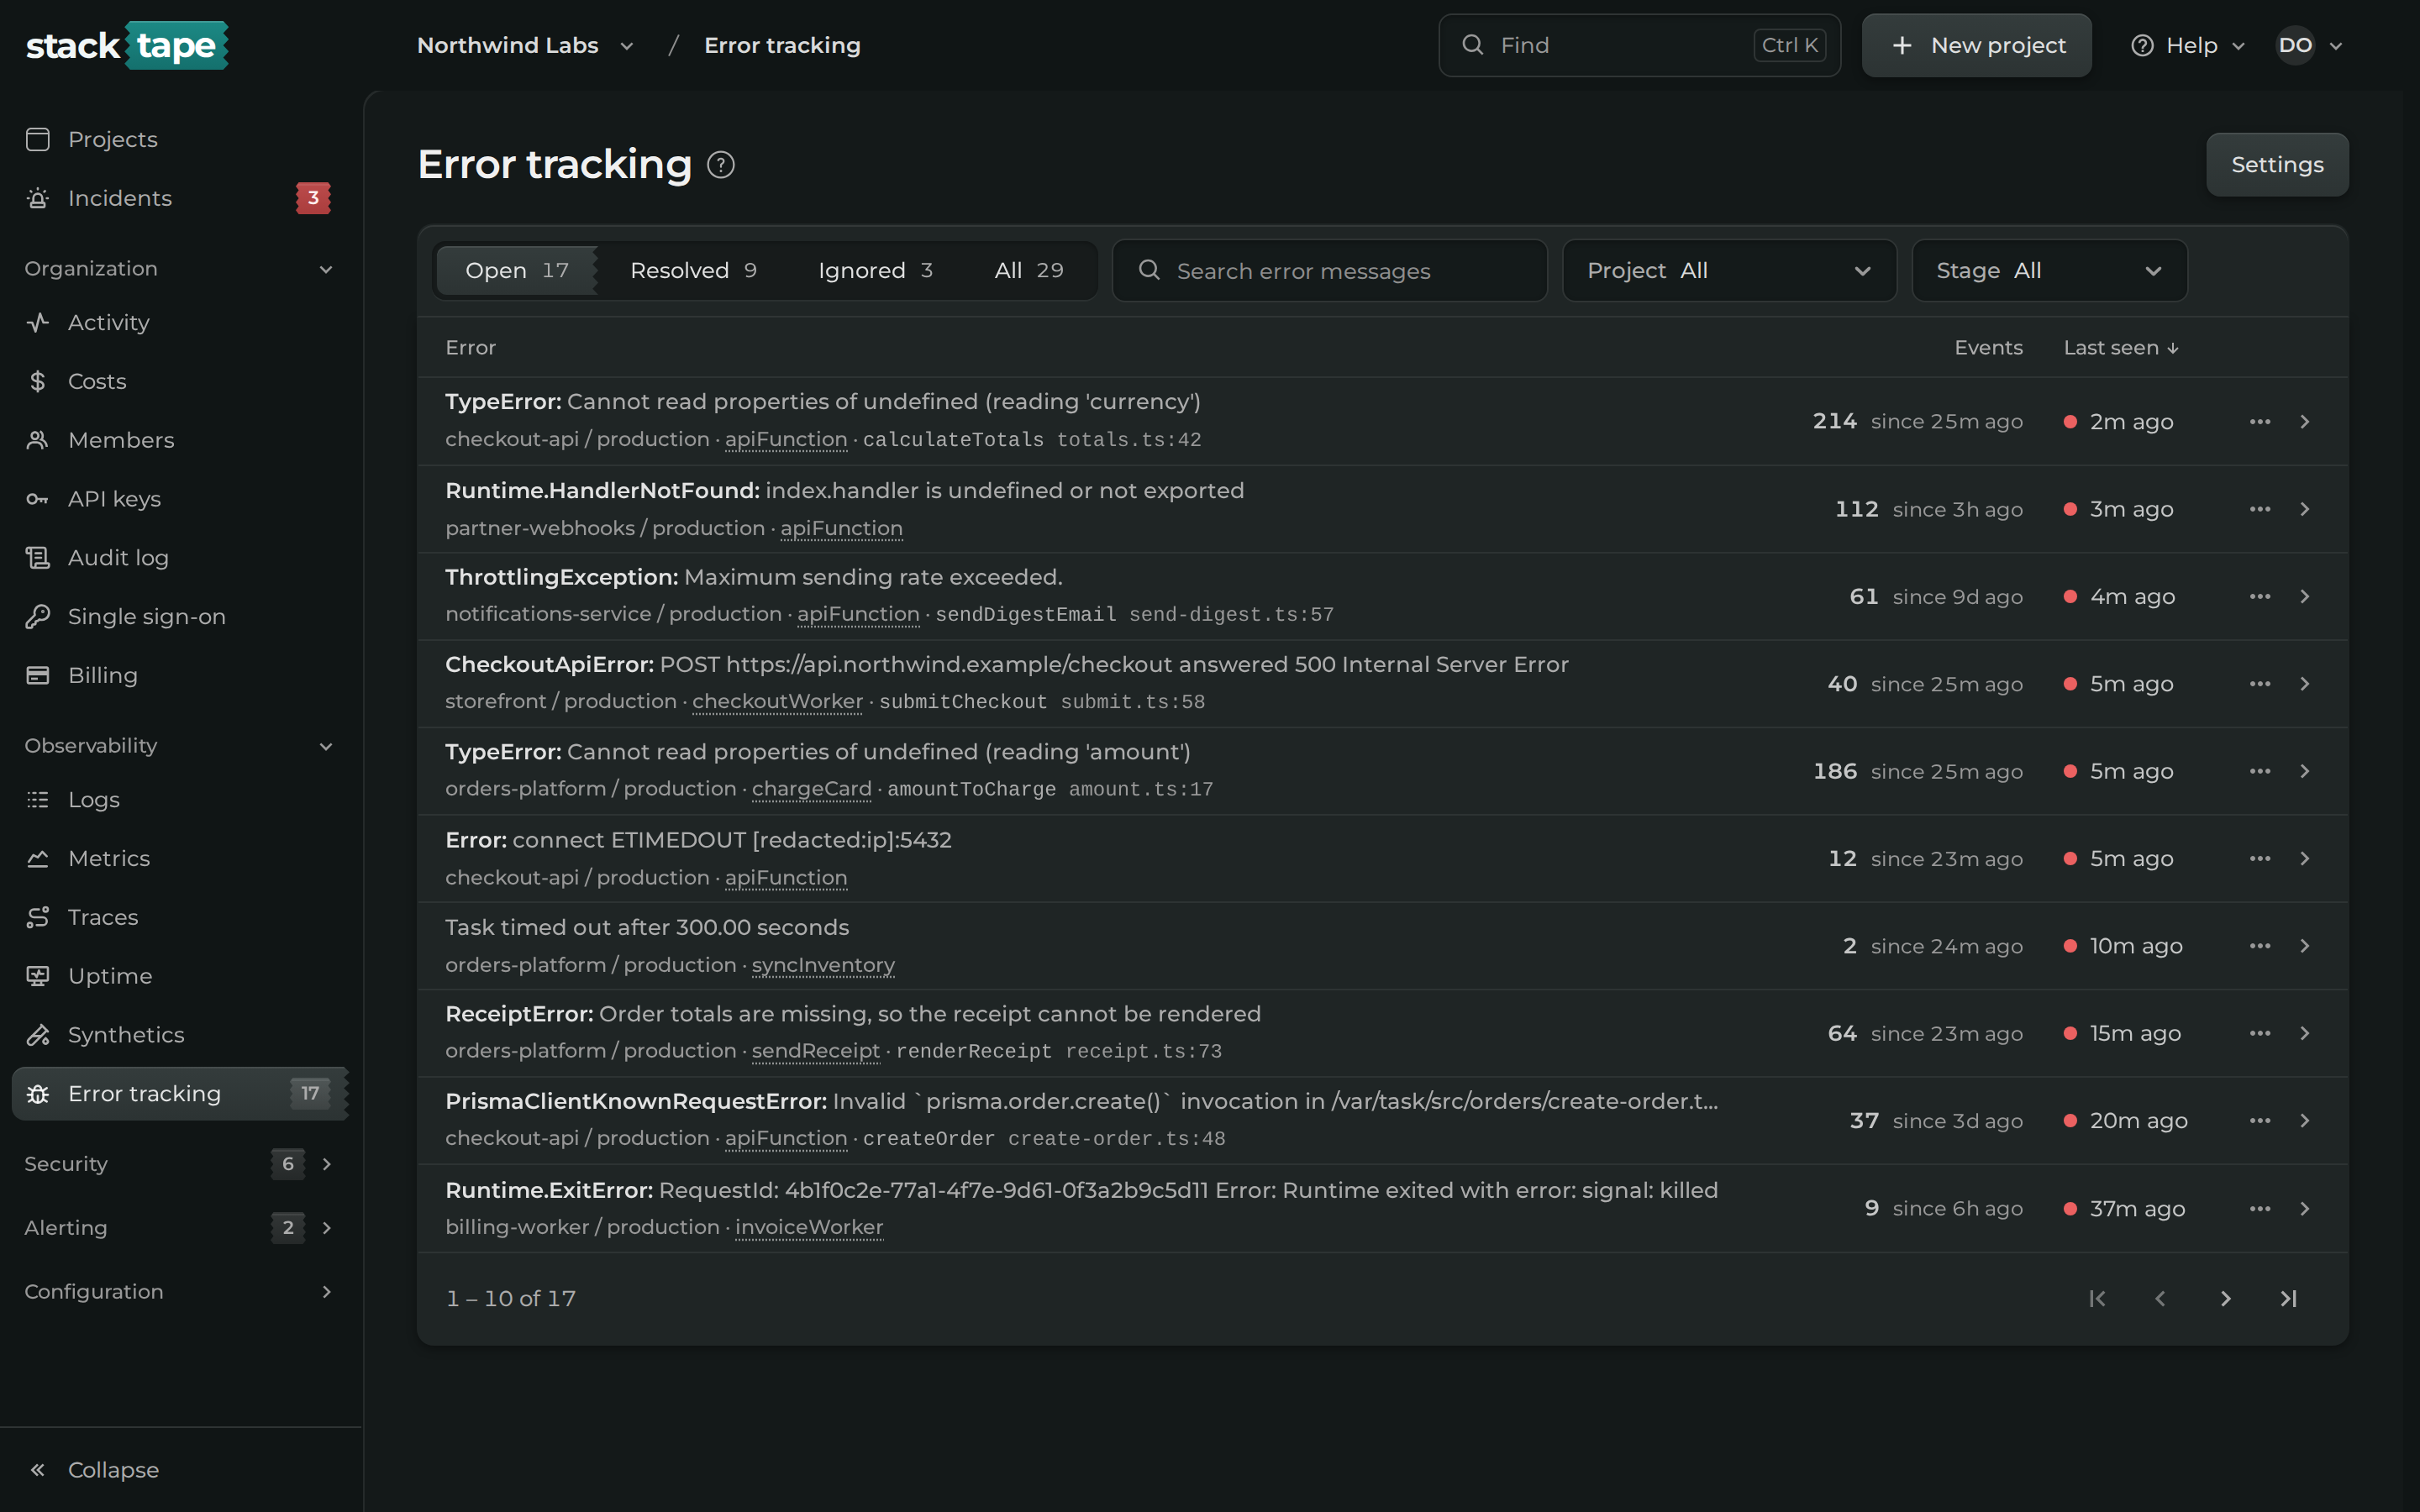 stack tape
Northwind Labs / Error tracking
Find Ctrl K
New project
Help
DO
Projects
Incidents 3
Organization
Activity
Costs
Members
API keys
Audit log
Single sign-on
Billing
Observability
Logs
Metrics
Traces
Uptime
Synthetics
Error tracking 17
Security 6
Alerting 2
Configuration
Collapse
Error tracking
Settings
Open 17 Resolved 9 Ignored 3 All 29
Search error messages
Project All
Stage All
Error Events Last seen ↓
TypeError: Cannot read properties of undefined (reading 'currency')
checkout-api / production · apiFunction · calculateTotals totals.ts:42
214 since 25m ago 2m ago
Runtime.HandlerNotFound: index.handler is undefined or not exported
partner-webhooks / production · apiFunction
112 since 3h ago 3m ago
ThrottlingException: Maximum sending rate exceeded.
notifications-service / production · apiFunction · sendDigestEmail send-digest.ts:57
61 since 9d ago 4m ago
CheckoutApiError: POST https://api.northwind.example/checkout answered 500 Internal Server Error
storefront / production · checkoutWorker · submitCheckout submit.ts:58
40 since 25m ago 5m ago
TypeError: Cannot read properties of undefined (reading 'amount')
orders-platform / production · chargeCard · amountToCharge amount.ts:17
186 since 25m ago 5m ago
Error: connect ETIMEDOUT [redacted:ip]:5432
checkout-api / production · apiFunction
12 since 23m ago 5m ago
Task timed out after 300.00 seconds
orders-platform / production · syncInventory
2 since 24m ago 10m ago
ReceiptError: Order totals are missing, so the receipt cannot be rendered
orders-platform / production · sendReceipt · renderReceipt receipt.ts:73
64 since 23m ago 15m ago
PrismaClientKnownRequestError: Invalid `prisma.order.create()` invocation in /var/task/src/orders/create-order.t...
checkout-api / production · apiFunction · createOrder create-order.ts:48
37 since 3d ago 20m ago
Runtime.ExitError: RequestId: 4b1f0c2e-77a1-4f7e-9d61-0f3a2b9c5d11 Error: Runtime exited with error: signal: killed
billing-worker / production · invoiceWorker
9 since 6h ago 37m ago
1 – 10 of 17